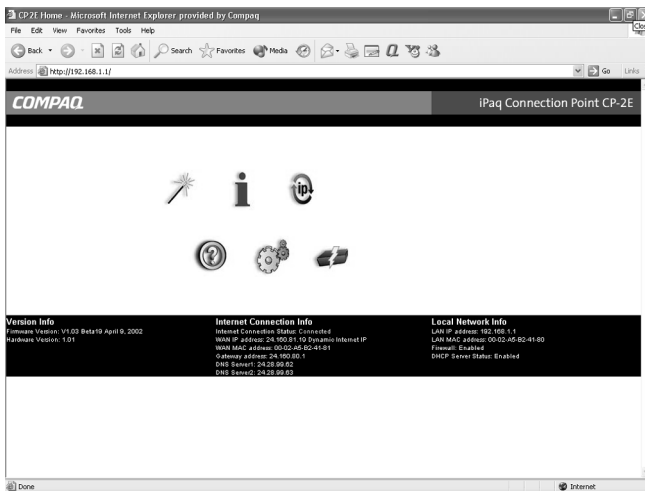 CP2E Home - Microsoft Internet Explorer provided by Compaq
File Edit View Favorites Tools Help
Back Search Favorites Media
Address http://192.168.1.1/ Go Links
COMPAQ iPaq Connection Point CP-2E
i ip
?
Version Info
Firmware Version: V1.03 Beta19 April 9, 2002
Hardware Version: 1.01
Internet Connection Info
Internet Connection Status: Connected
WAN IP address: 24.160.81.19 Dynamic Internet IP
WAN MAC address: 00-02-A5-B2-41-81
Gateway address: 24.160.80.1
DNS Server1: 24.28.99.62
DNS Server2: 24.28.99.63
Local Network Info
LAN IP address: 192.168.1.1
LAN MAC address: 00-02-A5-B2-41-80
Firewall: Enabled
DHCP Server Status: Enabled
Done Internet